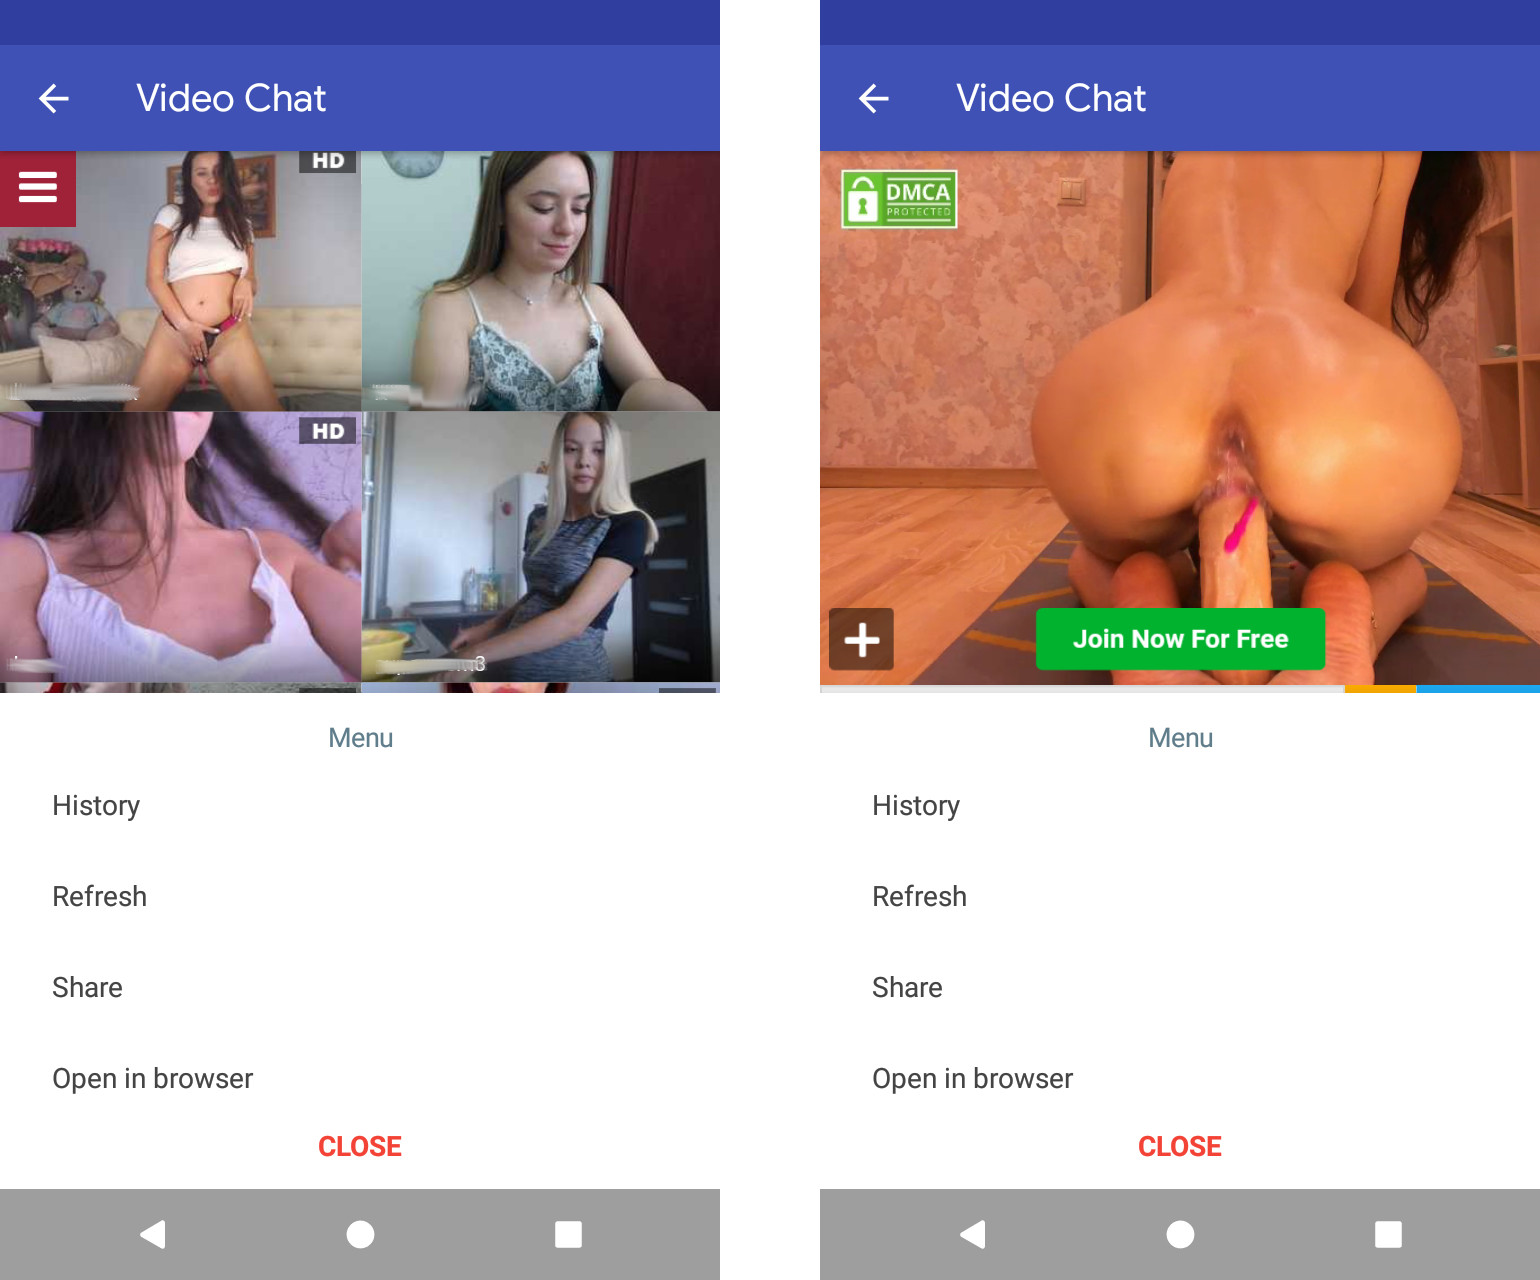 Video Chat
HD
HD
m3
Menu
History
Refresh
Share
Open in browser
CLOSE
Video Chat
DMCA
PROTECTED
Join Now For Free
Menu
History
Refresh
Share
Open in browser
CLOSE